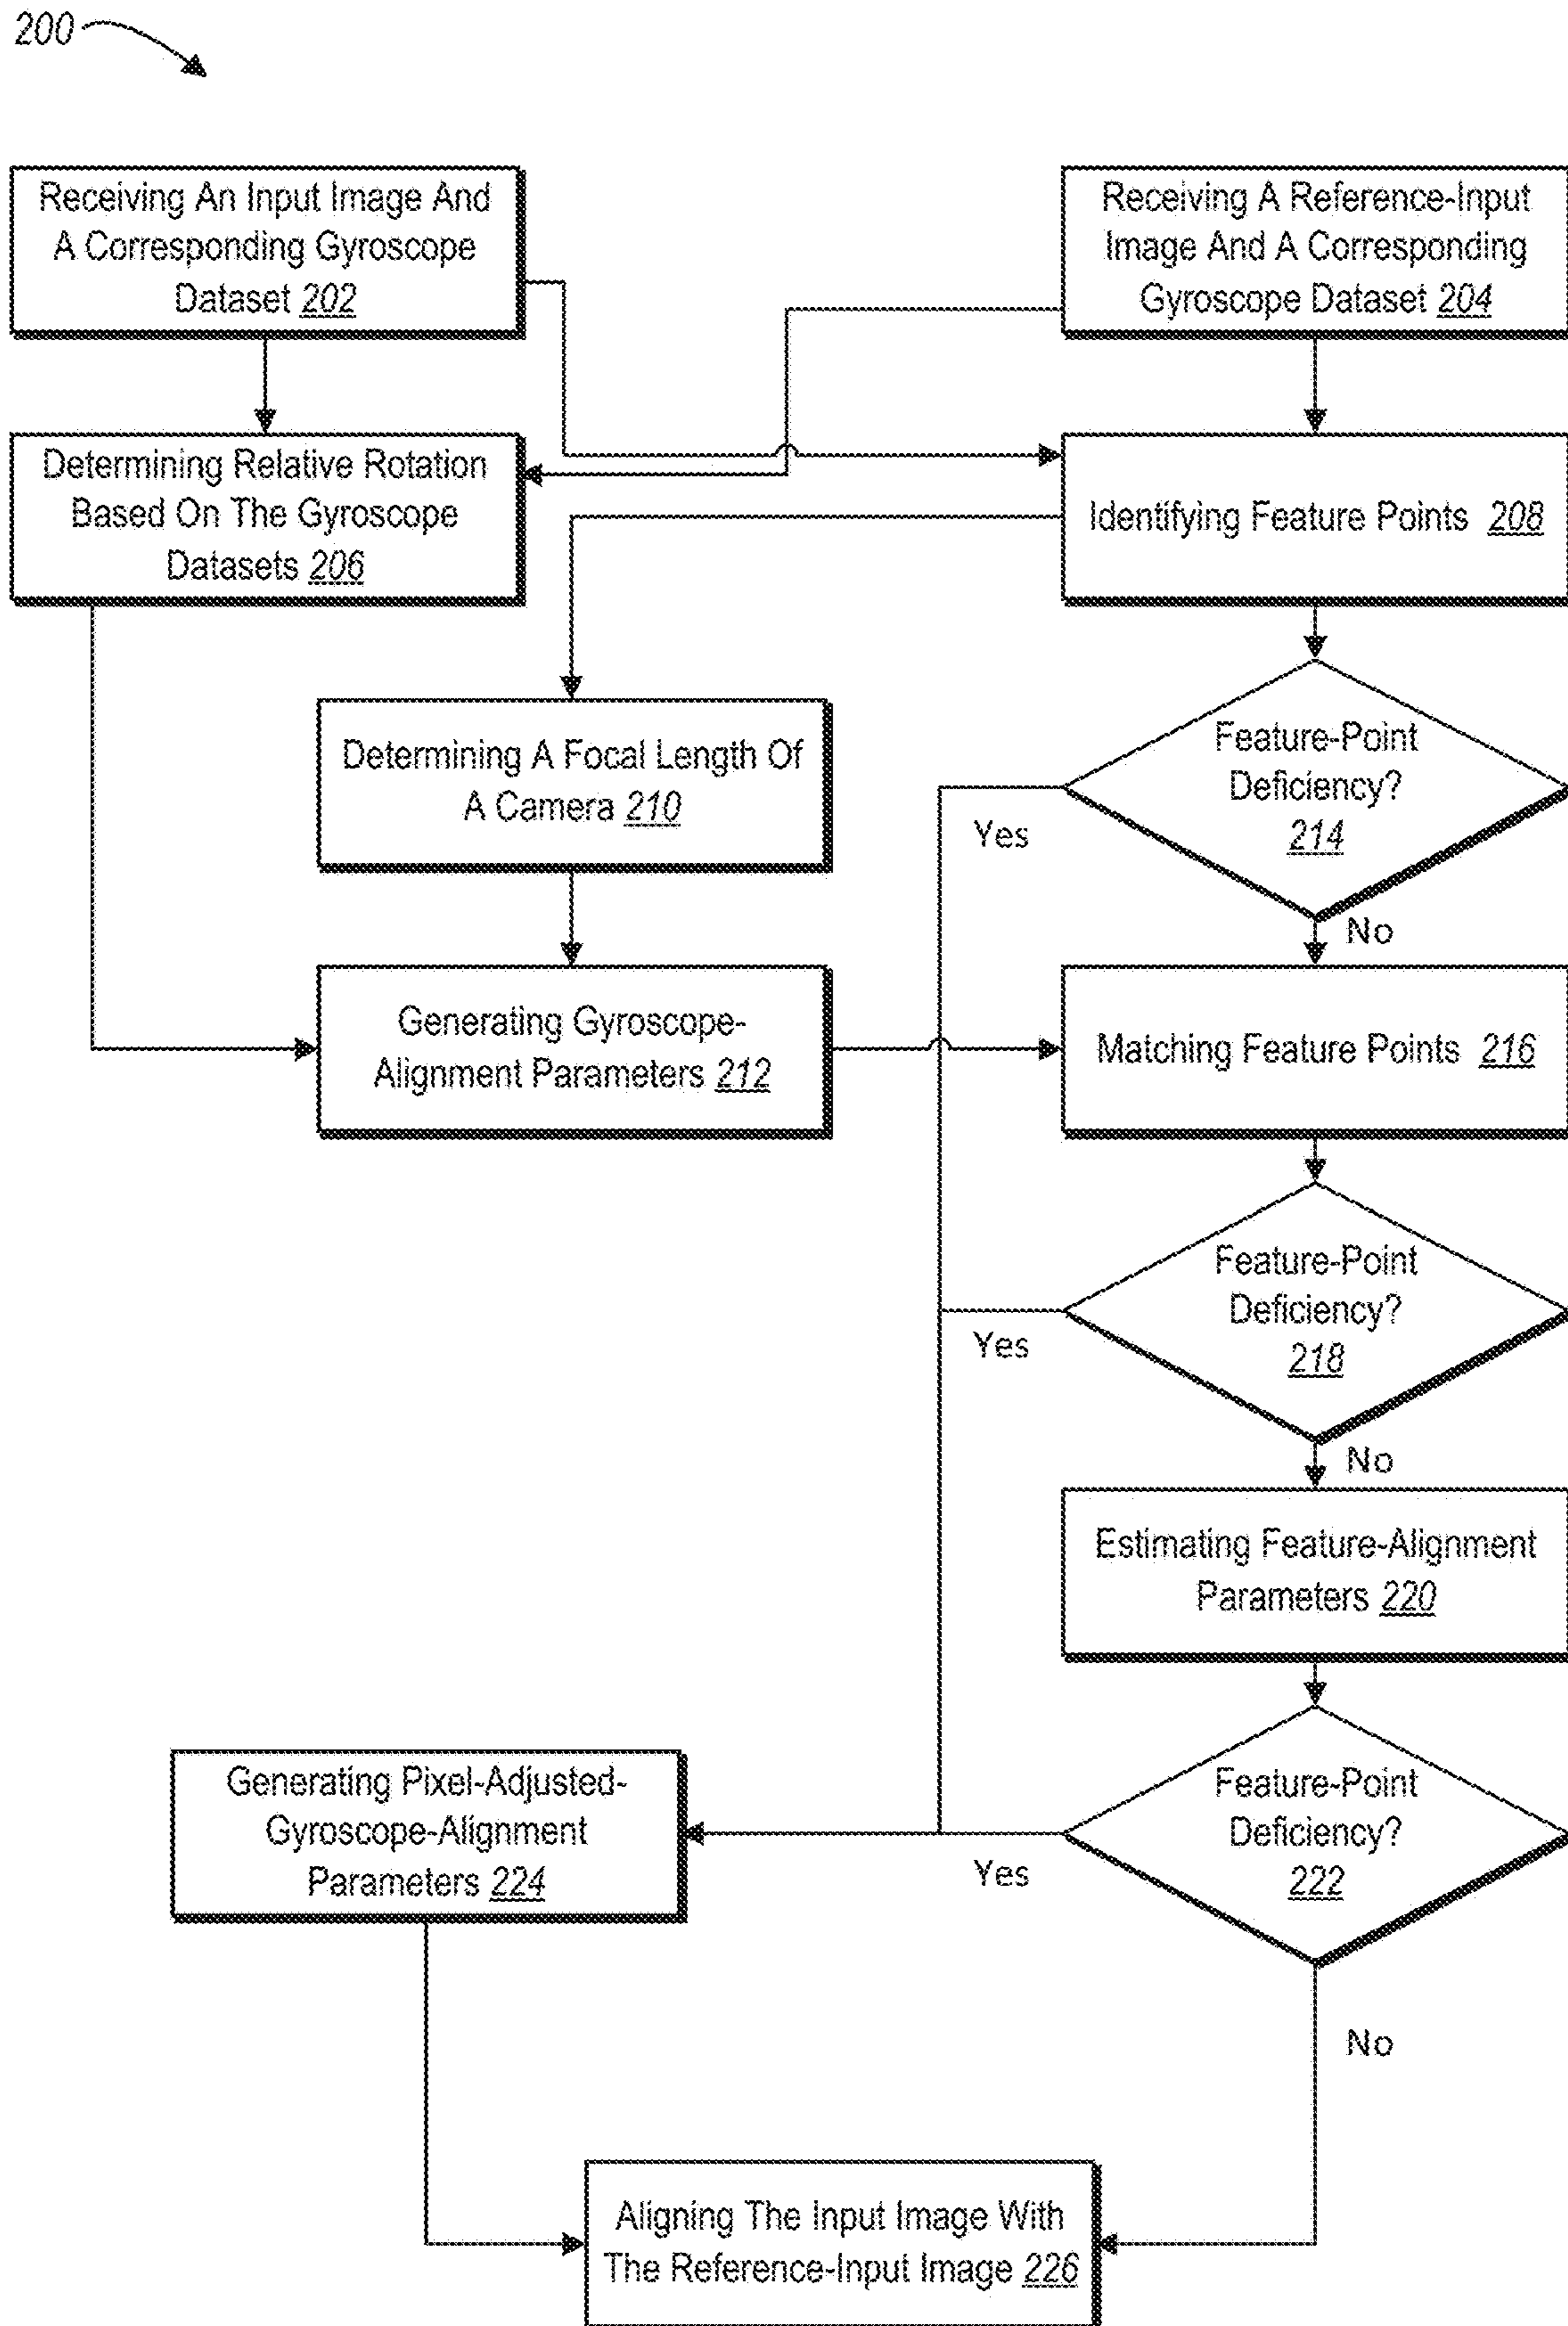 200
Receiving An Input Image And
A Corresponding Gyroscope
Dataset 202
Receiving A Reference-Input
Image And A Corresponding
Gyroscope Dataset 204
Determining Relative Rotation
Based On The Gyroscope
Datasets 206
Identifying Feature Points 208
Determining A Focal Length Of
A Camera 210
Feature-Point
Deficiency?
214
Yes
No
Generating Gyroscope-
Alignment Parameters 212
Matching Feature Points 216
Feature-Point
Deficiency?
218
Yes
No
Estimating Feature-Alignment
Parameters 220
Generating Pixel-Adjusted-
Gyroscope-Alignment
Parameters 224
Feature-Point
Deficiency?
222
Yes
No
Aligning The Input Image With
The Reference-Input Image 226